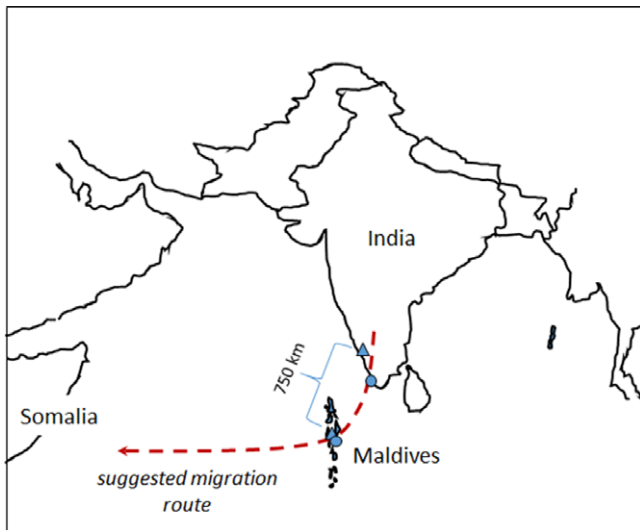 India
750 km
Somalia
Maldives
suggested migration
route